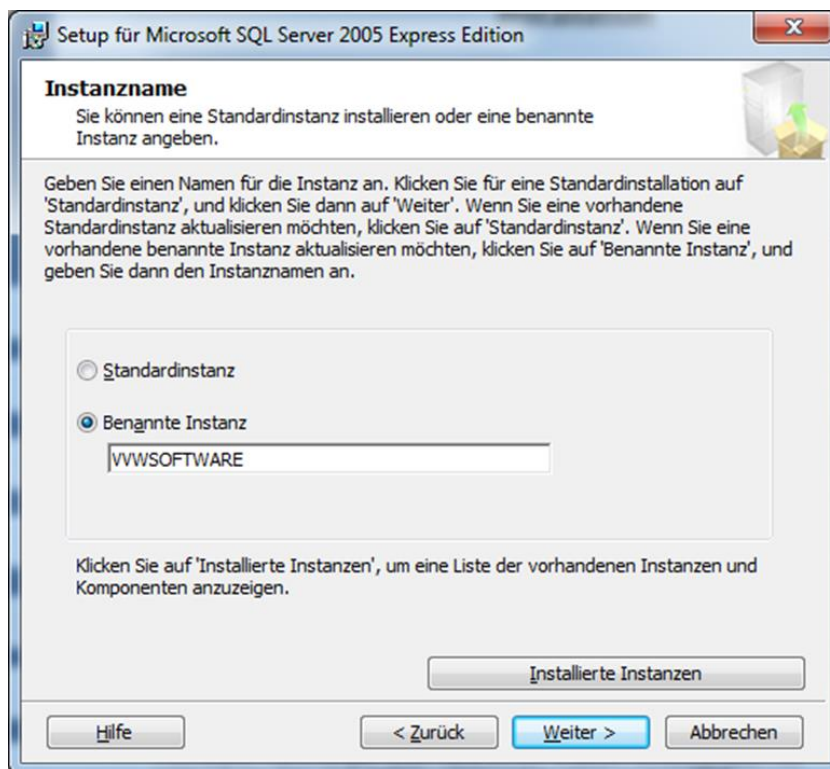 Setup für Microsoft SQL Server 2005 Express Edition
Instanzname
Sie können eine Standardinstanz installieren oder eine benannte
Instanz angeben.
Geben Sie einen Namen für die Instanz an. Klicken Sie für eine Standardinstallation auf
'Standardinstanz', und klicken Sie dann auf 'Weiter'. Wenn Sie eine vorhandene
Standardinstanz aktualisieren möchten, klicken Sie auf 'Standardinstanz'. Wenn Sie eine
vorhandene benannte Instanz aktualisieren möchten, klicken Sie auf 'Benannte Instanz', und
geben Sie dann den Instanznamen an.
Standardinstanz
Benannte Instanz
VVWSOFTWARE
Klicken Sie auf 'Installierte Instanzen', um eine Liste der vorhandenen Instanzen und
Komponenten anzuzeigen.
Installierte Instanzen
Hilfe
< Zurück
Weiter >
Abbrechen